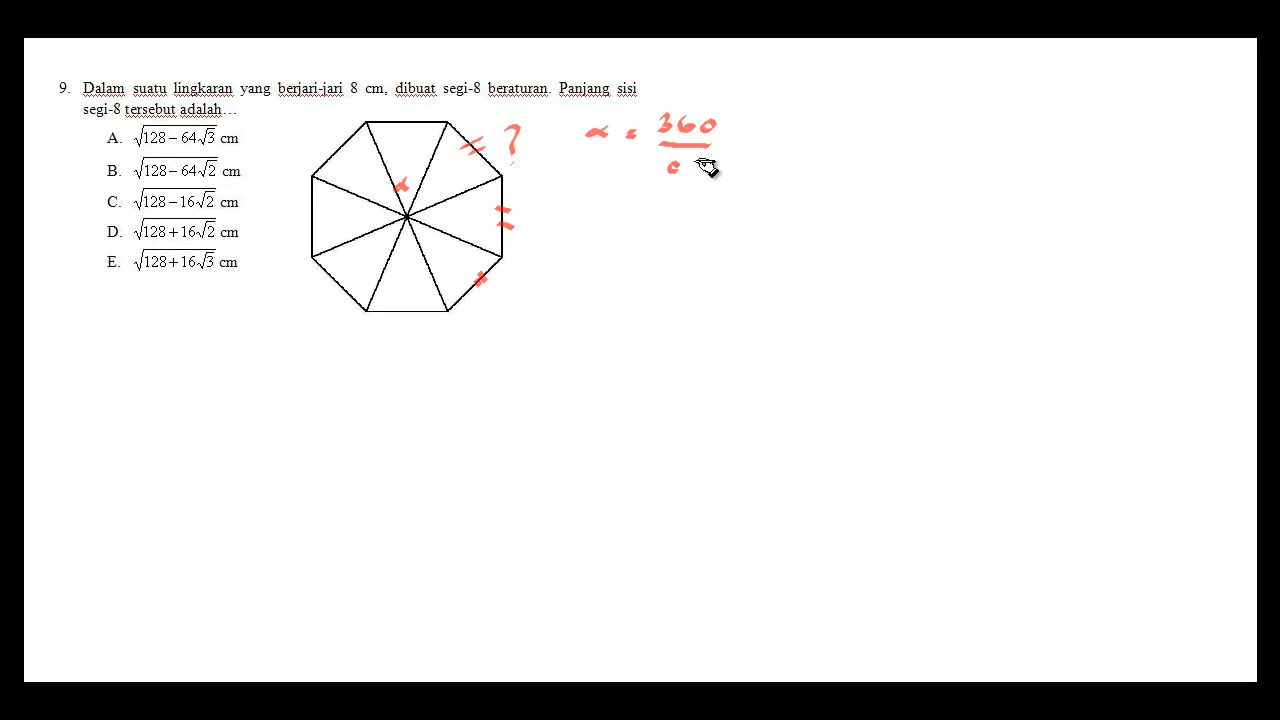 9. Dalam suatu lingkaran yang berjari-jari 8 cm, dibuat segi-8 beraturan. Panjang sisi
segi-8 tersebut adalah…
A. √(128 − 64√3) cm
B. √(128 − 64√2) cm
C. √(128 − 16√2) cm
D. √(128 + 16√2) cm
E. √(128 + 16√3) cm
= ?
α
α = 360